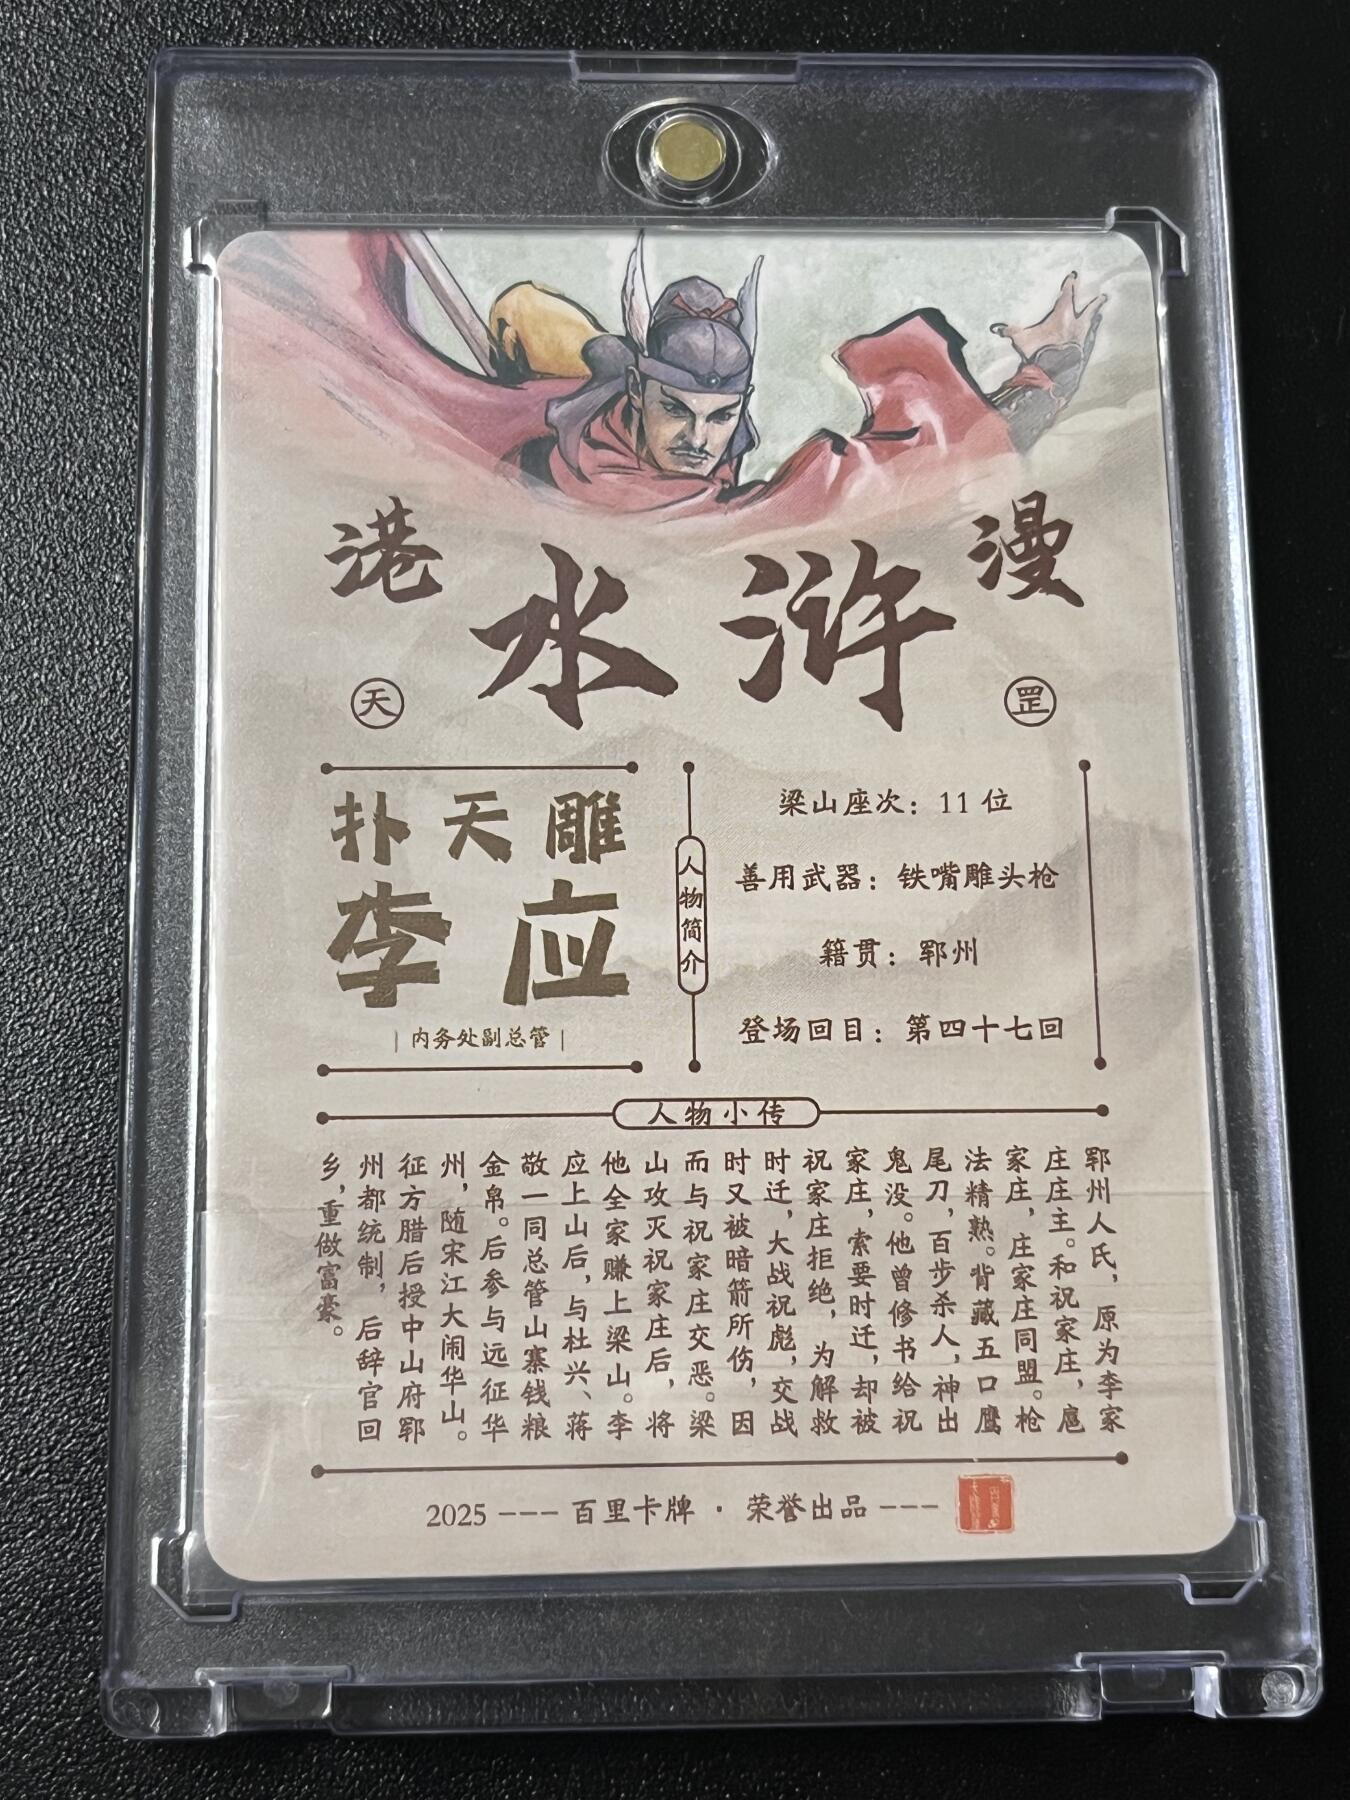 港 漫
水 浒
天 罡
扑天雕
李应
内务处副总管
人物简介
梁山座次：11 位
善用武器：铁嘴雕头枪
籍贯：郓州
登场回目：第四十七回
人物小传
郓州人氏，原为李家
庄庄主。和祝家庄，扈
家庄，庄家庄同盟。枪
法精熟。背藏五口鹰
尾刀，百步杀人，神出
鬼没。他曾修书给祝
家庄，索要时迁，却被
祝家庄拒绝，为解救
时迁，大战祝彪，交战
时又被暗箭所伤，因
而与祝家庄交恶。梁
山攻灭祝家庄后，将
他全家赚上梁山。李
应上山后，与杜兴、蒋
敬一同总管山寨钱粮
金帛。后参与远征华
州，随宋江大闹华山。
征方腊后授中山府郓
州都统制，后辞官回
乡，重做富豪。
2025 --- 百里卡牌 · 荣誉出品 ---